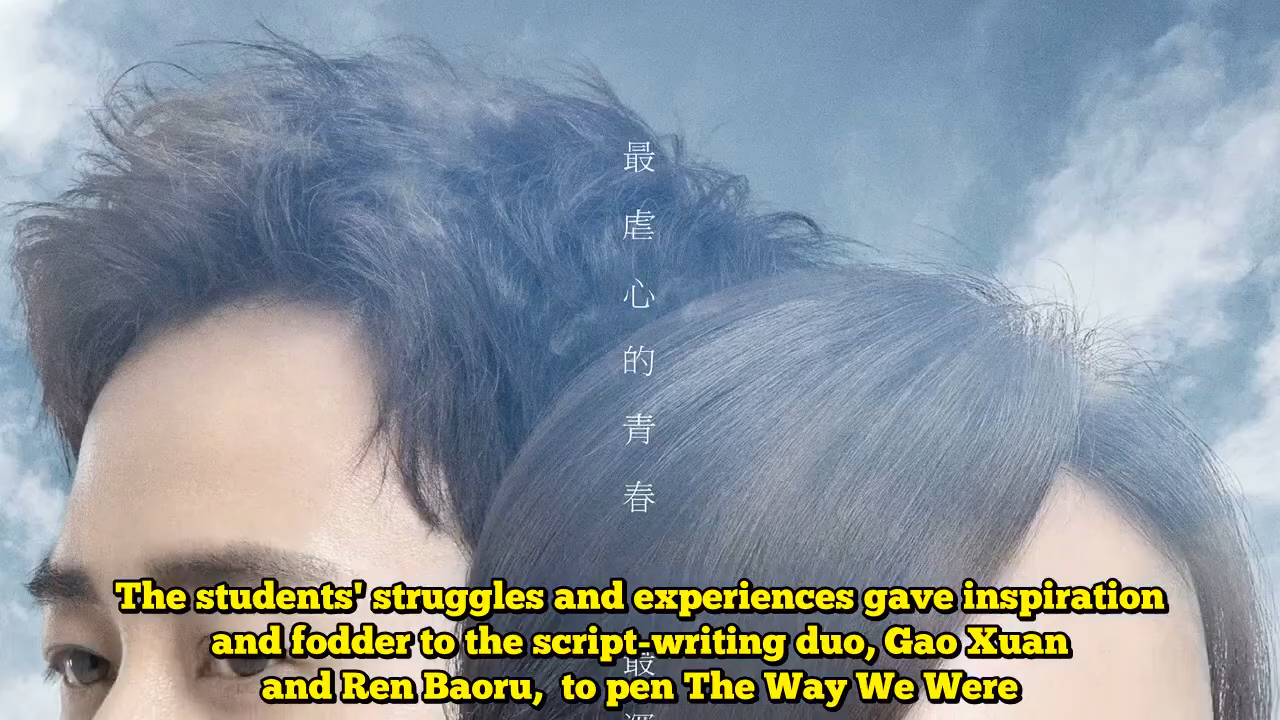 最虐心的青春
最
The students' struggles and experiences gave inspiration
and fodder to the script-writing duo, Gao Xuan
and Ren Baoru, to pen The Way We Were